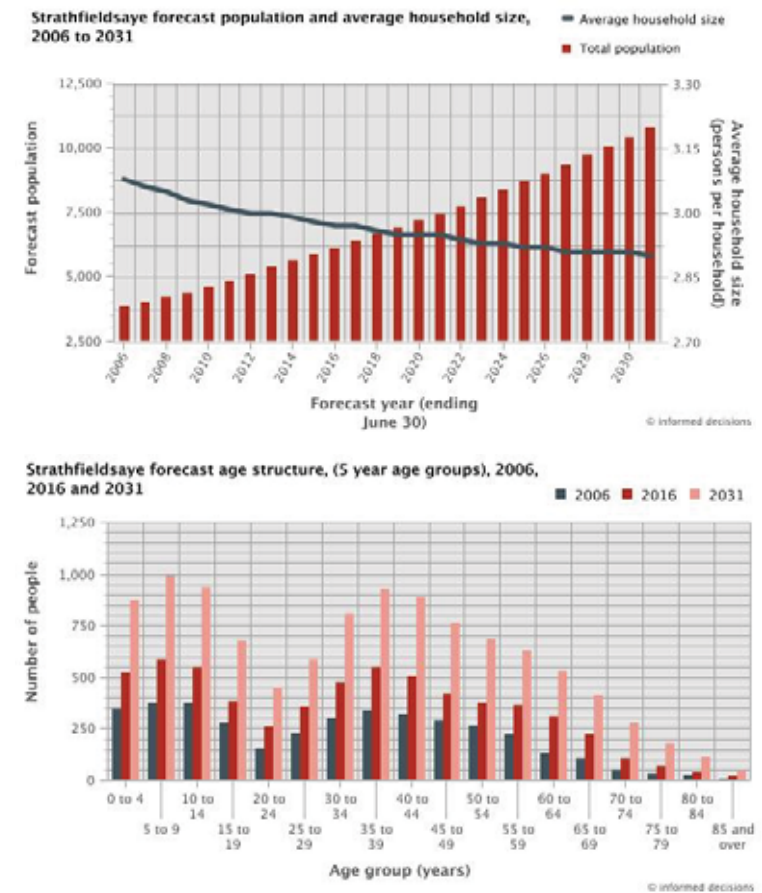 Strathfieldsaye forecast population and average household size,
2006 to 2031
Average household size
Total population
12,500
10,000
7,500
5,000
2,500
Forecast population
3.30
3.15
3.00
2.85
2.70
Average household size
(persons per household)
2006
2008
2010
2012
2014
2016
2018
2020
2022
2024
2026
2028
2030
Forecast year (ending
June 30)
© informed decisions
Strathfieldsaye forecast age structure, (5 year age groups), 2006,
2016 and 2031
2006 2016 2031
1,250
1,000
750
500
250
0
Number of people
0 to 4
5 to 9
10 to
14
15 to
19
20 to
24
25 to
29
30 to
34
35 to
39
40 to
44
45 to
49
50 to
54
55 to
59
60 to
64
65 to
69
70 to
74
75 to
79
80 to
84
85 and
over
Age group (years)
© informed decisions